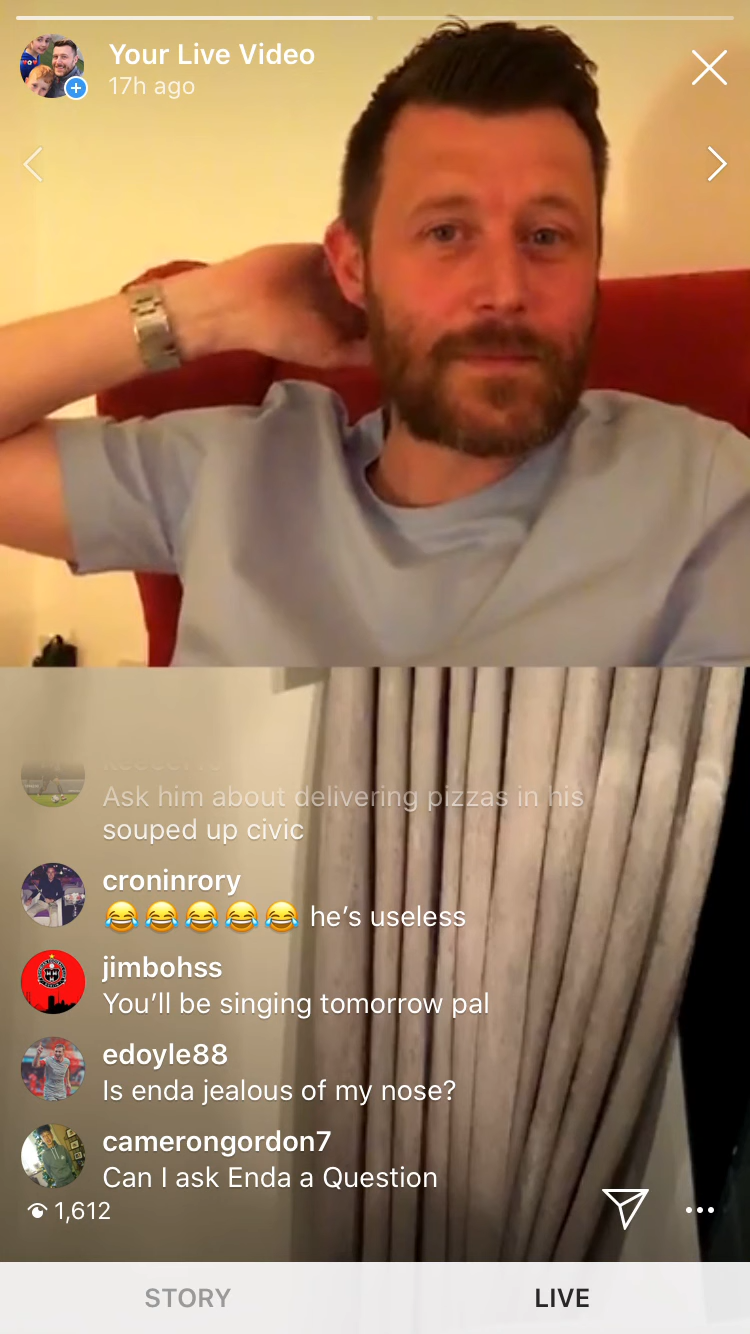 Your Live Video
17h ago
Ask him about delivering pizzas in his
souped up civic
croninrory
😂😂😂😂😂 he's useless
jimbohss
You'll be singing tomorrow pal
edoyle88
Is enda jealous of my nose?
camerongordon7
Can I ask Enda a Question
1,612
STORY
LIVE